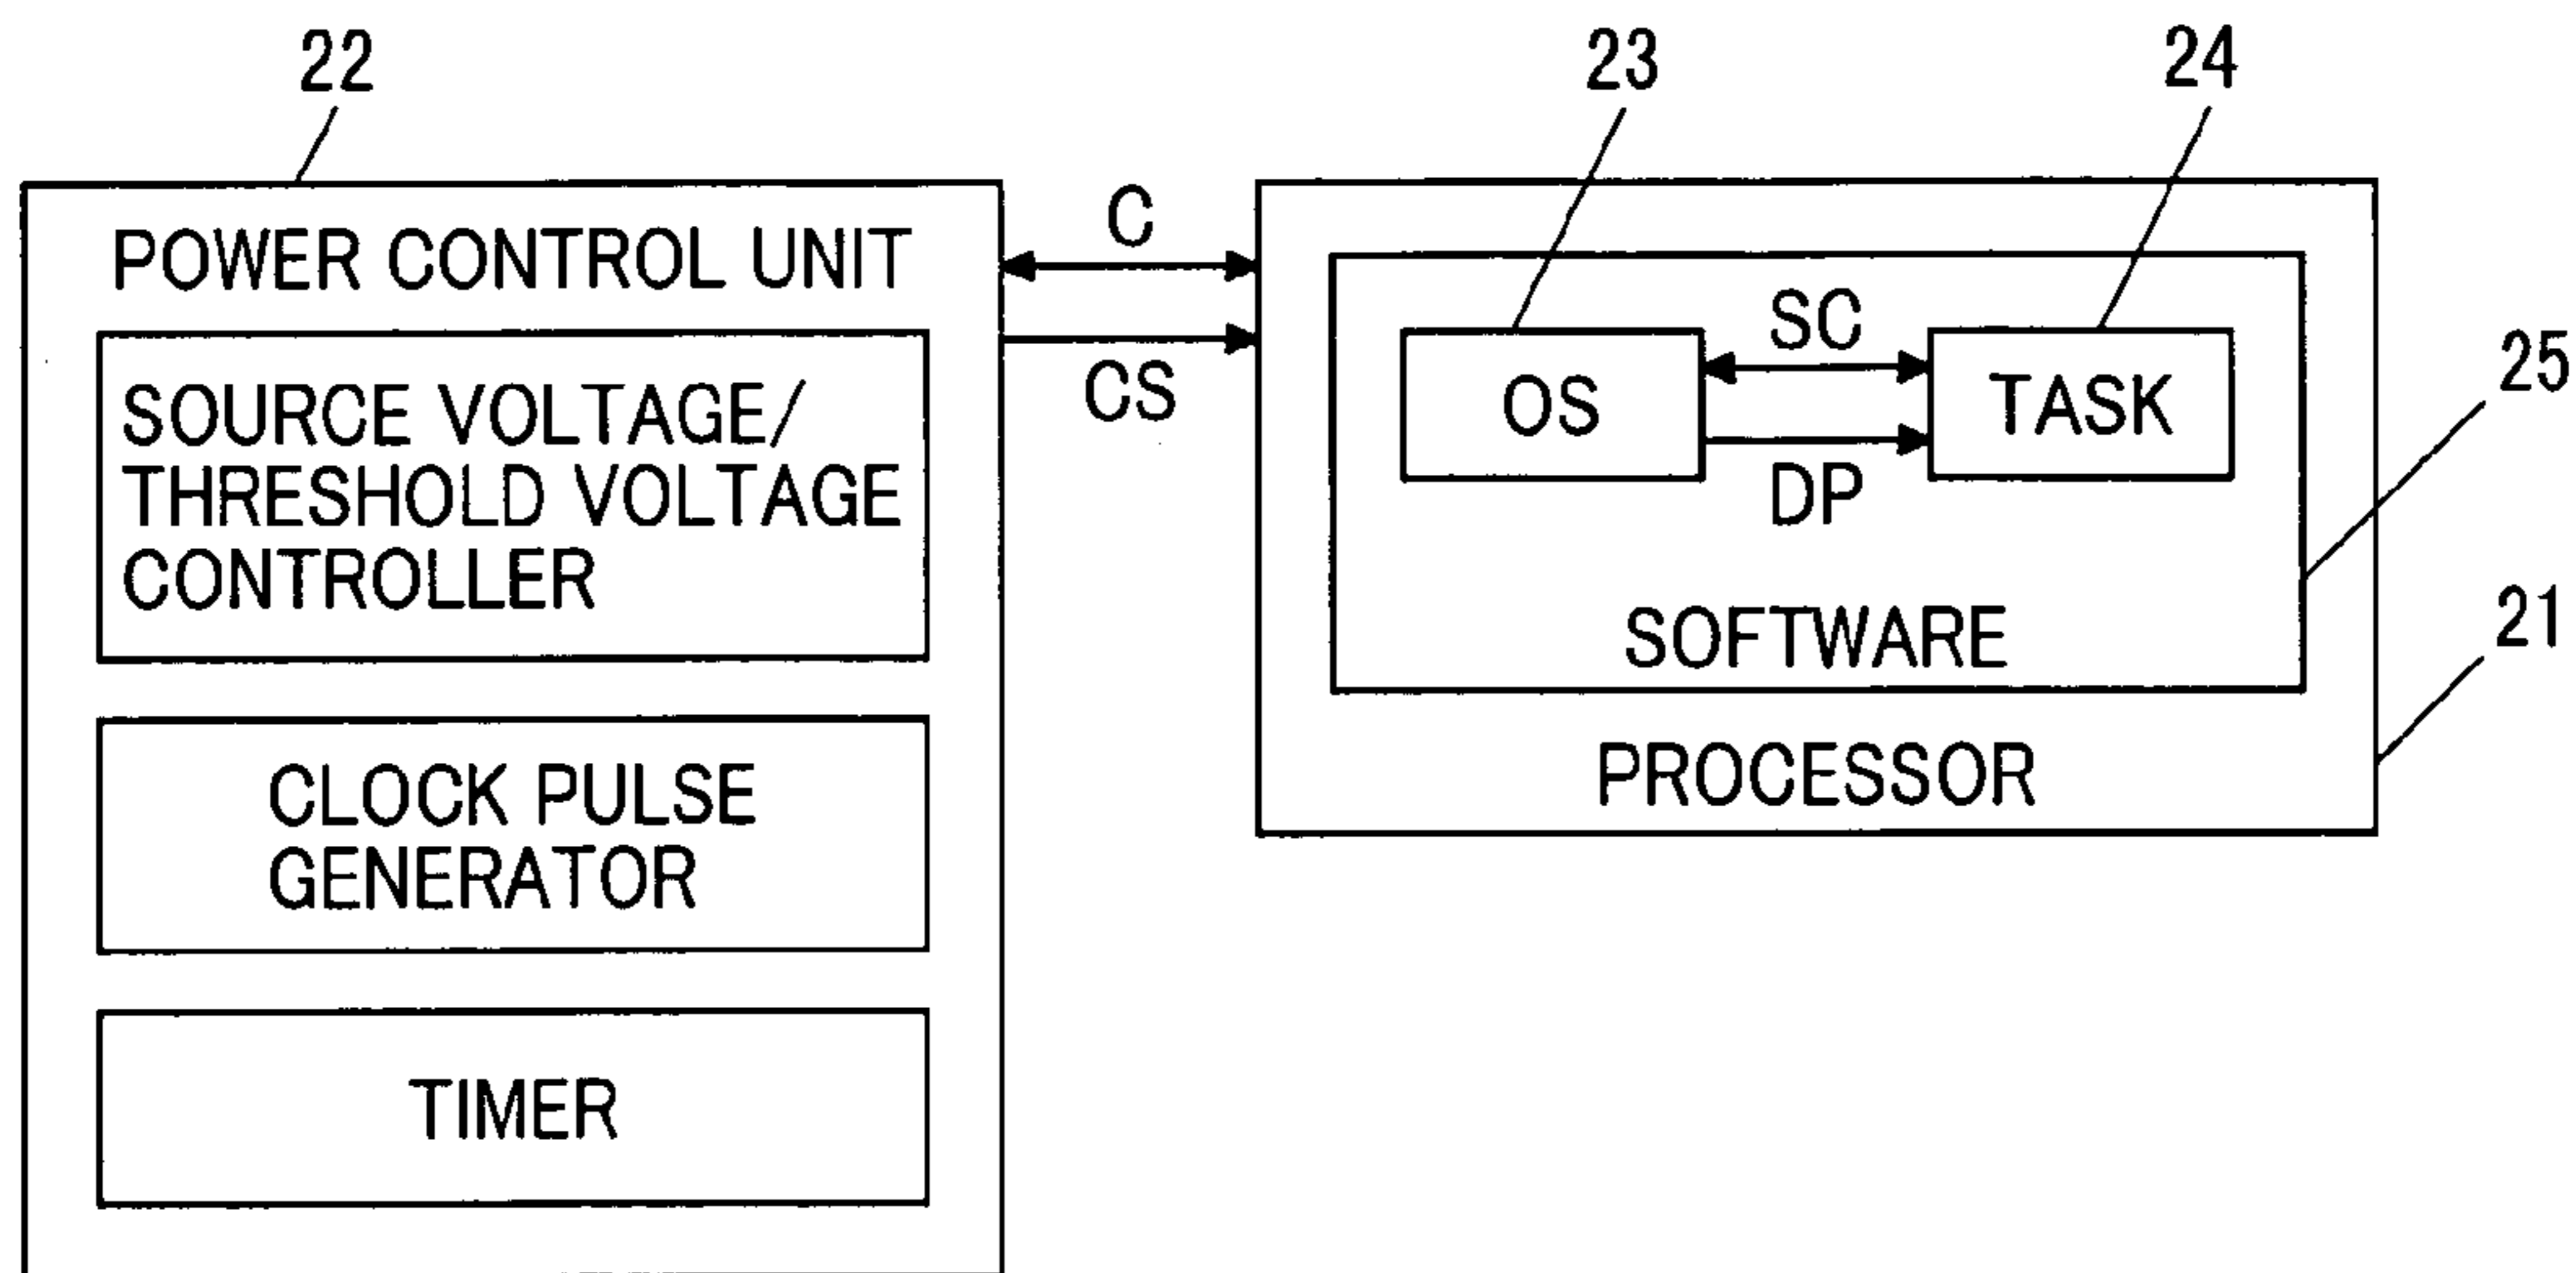 22
POWER CONTROL UNIT
SOURCE VOLTAGE/
THRESHOLD VOLTAGE
CONTROLLER
CLOCK PULSE
GENERATOR
TIMER
C
CS
23
24
OS
SC
DP
TASK
SOFTWARE
PROCESSOR
25
21